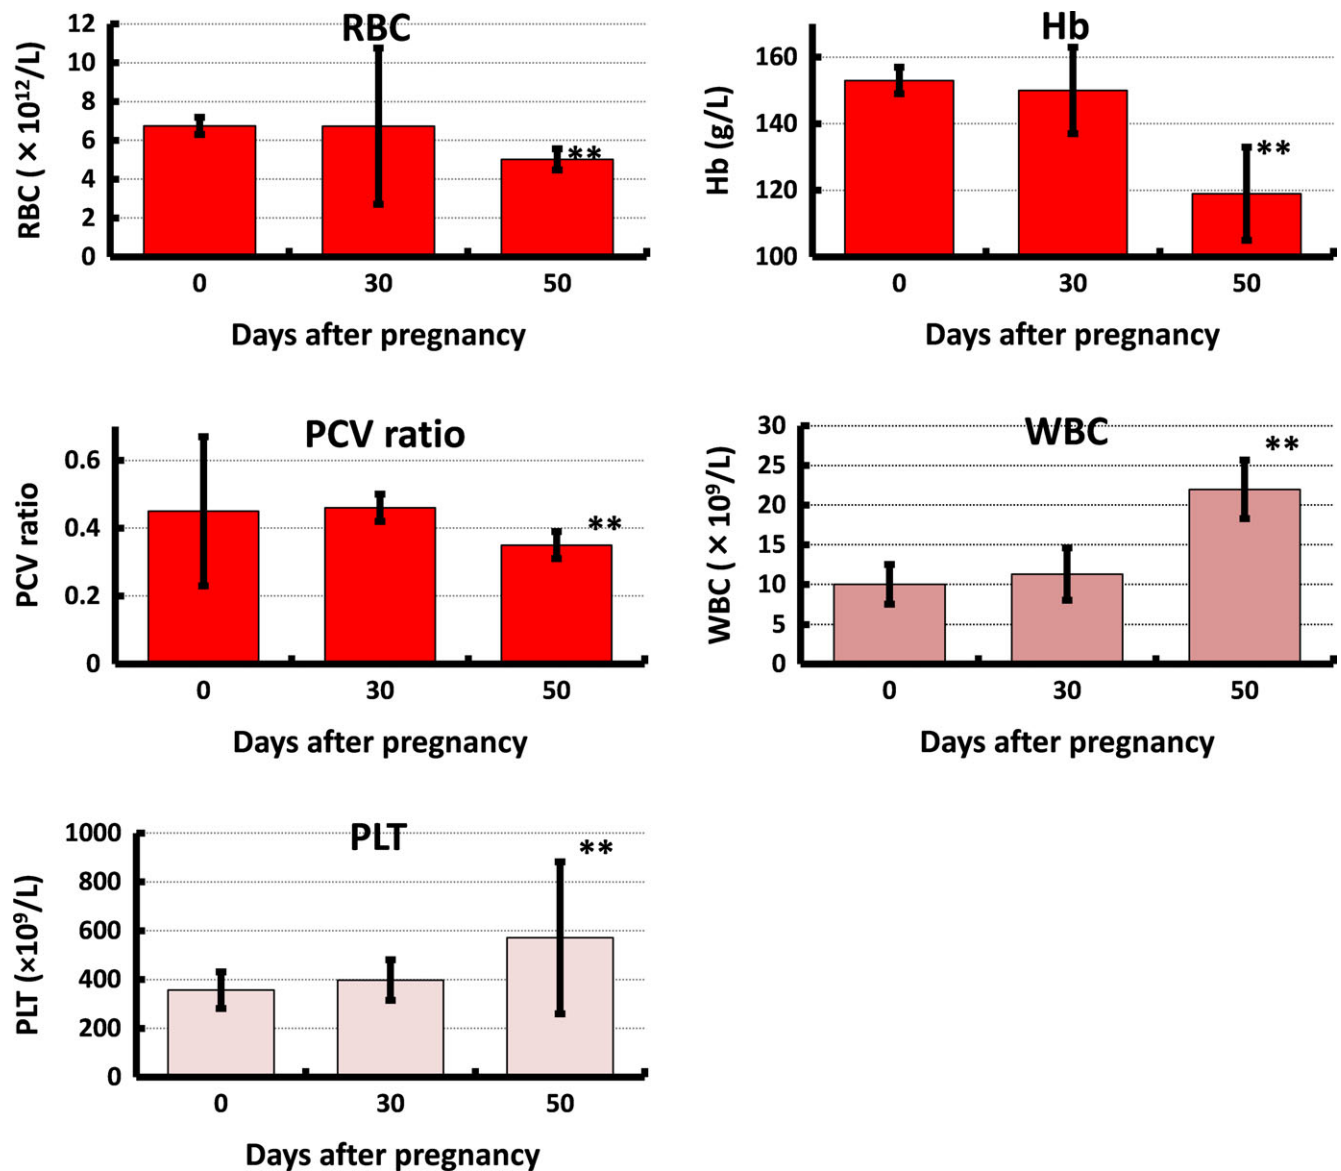 RBC
RBC (×10¹²/L)
12
10
8
6
4
2
0
**
0 30 50
Days after pregnancy
Hb
Hb (g/L)
160
140
120
100
**
0 30 50
Days after pregnancy
PCV ratio
PCV ratio
0.6
0.4
0.2
0
**
0 30 50
Days after pregnancy
WBC
WBC (×10⁹/L)
30
25
20
15
10
5
0
**
0 30 50
Days after pregnancy
PLT
PLT (×10⁹/L)
1000
800
600
400
200
0
**
0 30 50
Days after pregnancy